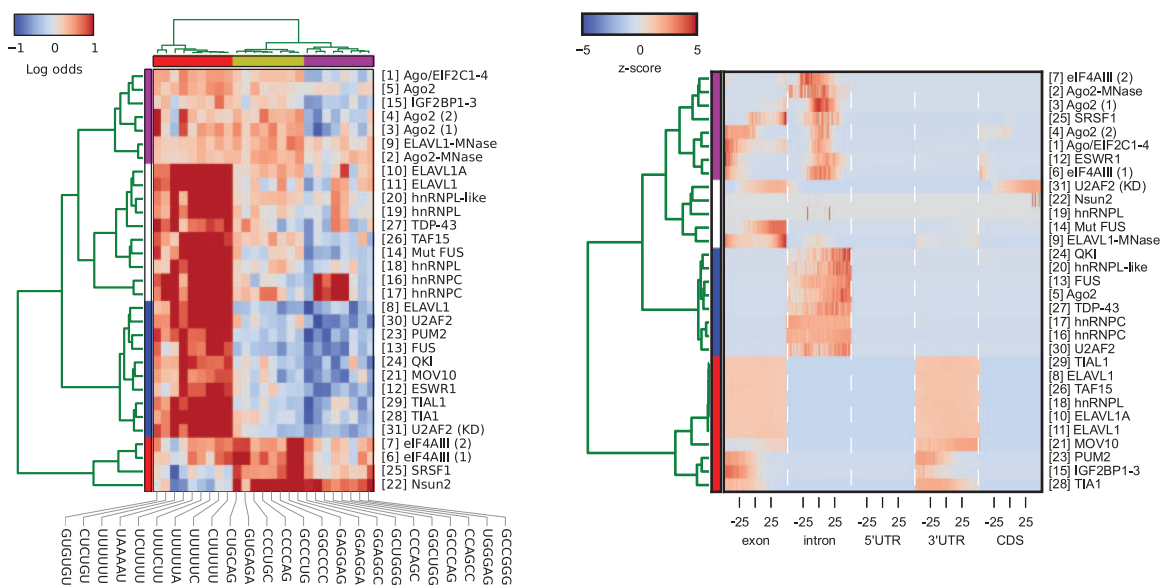 −1 0 1
Log odds
[1] Ago/EIF2C1-4
[5] Ago2
[15] IGF2BP1-3
[4] Ago2 (2)
[3] Ago2 (1)
[9] ELAVL1-MNase
[2] Ago2-MNase
[10] ELAVL1A
[11] ELAVL1
[20] hnRNPL-like
[19] hnRNPL
[27] TDP-43
[26] TAF15
[14] Mut FUS
[18] hnRNPL
[16] hnRNPC
[17] hnRNPC
[8] ELAVL1
[30] U2AF2
[23] PUM2
[13] FUS
[24] QKI
[21] MOV10
[12] ESWR1
[29] TIAL1
[28] TIA1
[31] U2AF2 (KD)
[7] eIF4AIII (2)
[6] eIF4AIII (1)
[25] SRSF1
[22] Nsun2
GUGUGU
CUCUGU
UUUUUU
UAAAAU
UCUUUU
UUUCUU
UUUUUA
UUUUUC
CUUUUU
CUGCAG
GUGAGA
CCCUGC
CCCCAG
GCCCUG
GGCCCC
GAGGAG
GGAGGA
GGAGGC
GCUGGG
CCCAGC
GGCUGG
GCCCAG
CCAGCC
UGGGAG
GCCGGG
−5 0 5
z-score
[7] eIF4AIII (2)
[2] Ago2-MNase
[3] Ago2 (1)
[25] SRSF1
[4] Ago2 (2)
[1] Ago/EIF2C1-4
[12] ESWR1
[6] eIF4AIII (1)
[31] U2AF2 (KD)
[22] Nsun2
[19] hnRNPL
[14] Mut FUS
[9] ELAVL1-MNase
[24] QKI
[20] hnRNPL-like
[13] FUS
[5] Ago2
[27] TDP-43
[17] hnRNPC
[16] hnRNPC
[30] U2AF2
[29] TIAL1
[8] ELAVL1
[26] TAF15
[18] hnRNPL
[10] ELAVL1A
[11] ELAVL1
[21] MOV10
[23] PUM2
[15] IGF2BP1-3
[28] TIA1
-25 25 -25 25 -25 25 -25 25 -25 25
exon intron 5'UTR 3'UTR CDS